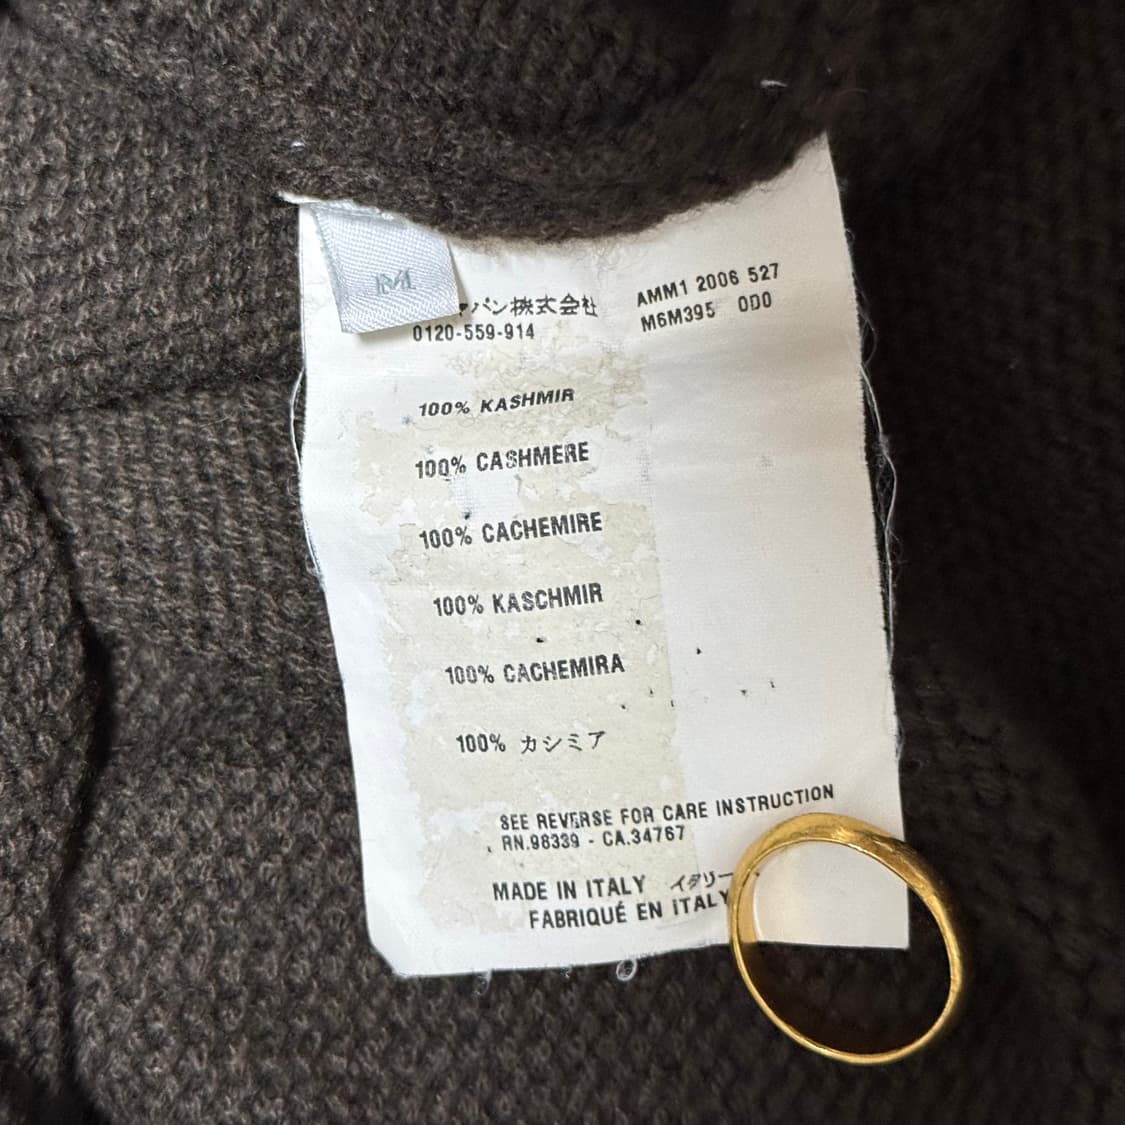 M
パン株式会社
0120-559-914
AMM1 2006 527
M6M395 0D0
100% KASHMIR
100% CASHMERE
100% CACHEMIRE
100% KASCHMIR
100% CACHEMIRA
100% カシミア
SEE REVERSE FOR CARE INSTRUCTION
RN.98339 - CA.34767
MADE IN ITALY イタリー
FABRIQUÉ EN ITALY